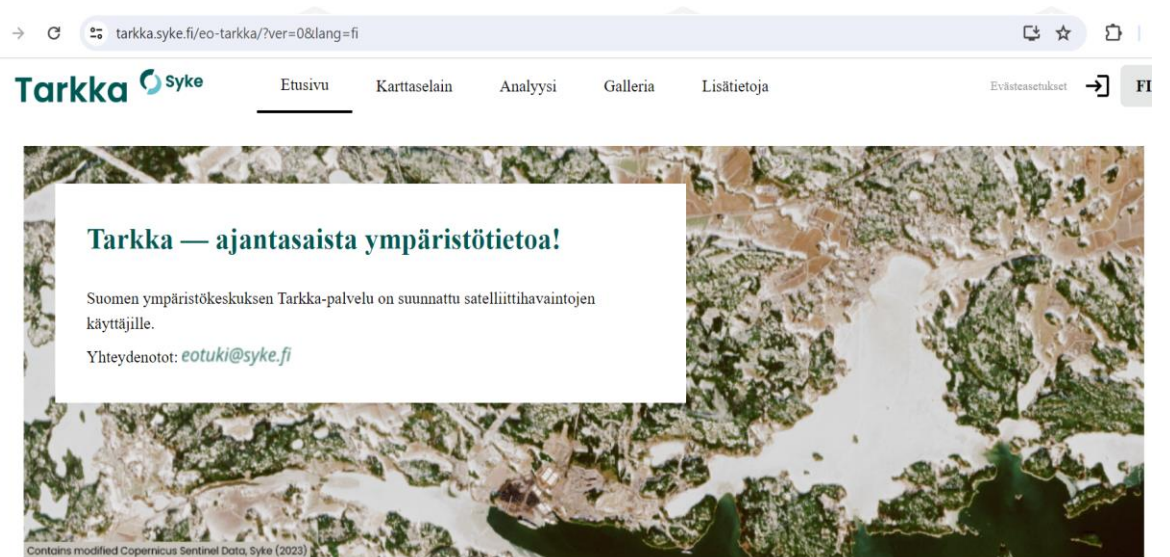 tarkka.syke.fi/eo-tarkka/?ver=0&lang=fi
Tarkka Syke Etusivu Karttaselain Analyysi Galleria Lisätietoja Evästeasetukset FI
Tarkka — ajantasaista ympäristötietoa!
Suomen ympäristökeskuksen Tarkka-palvelu on suunnattu satelliittihavaintojen
käyttäjille.
Yhteydenotot: eotuki@syke.fi
Contains modified Copernicus Sentinel Data, Syke (2023)